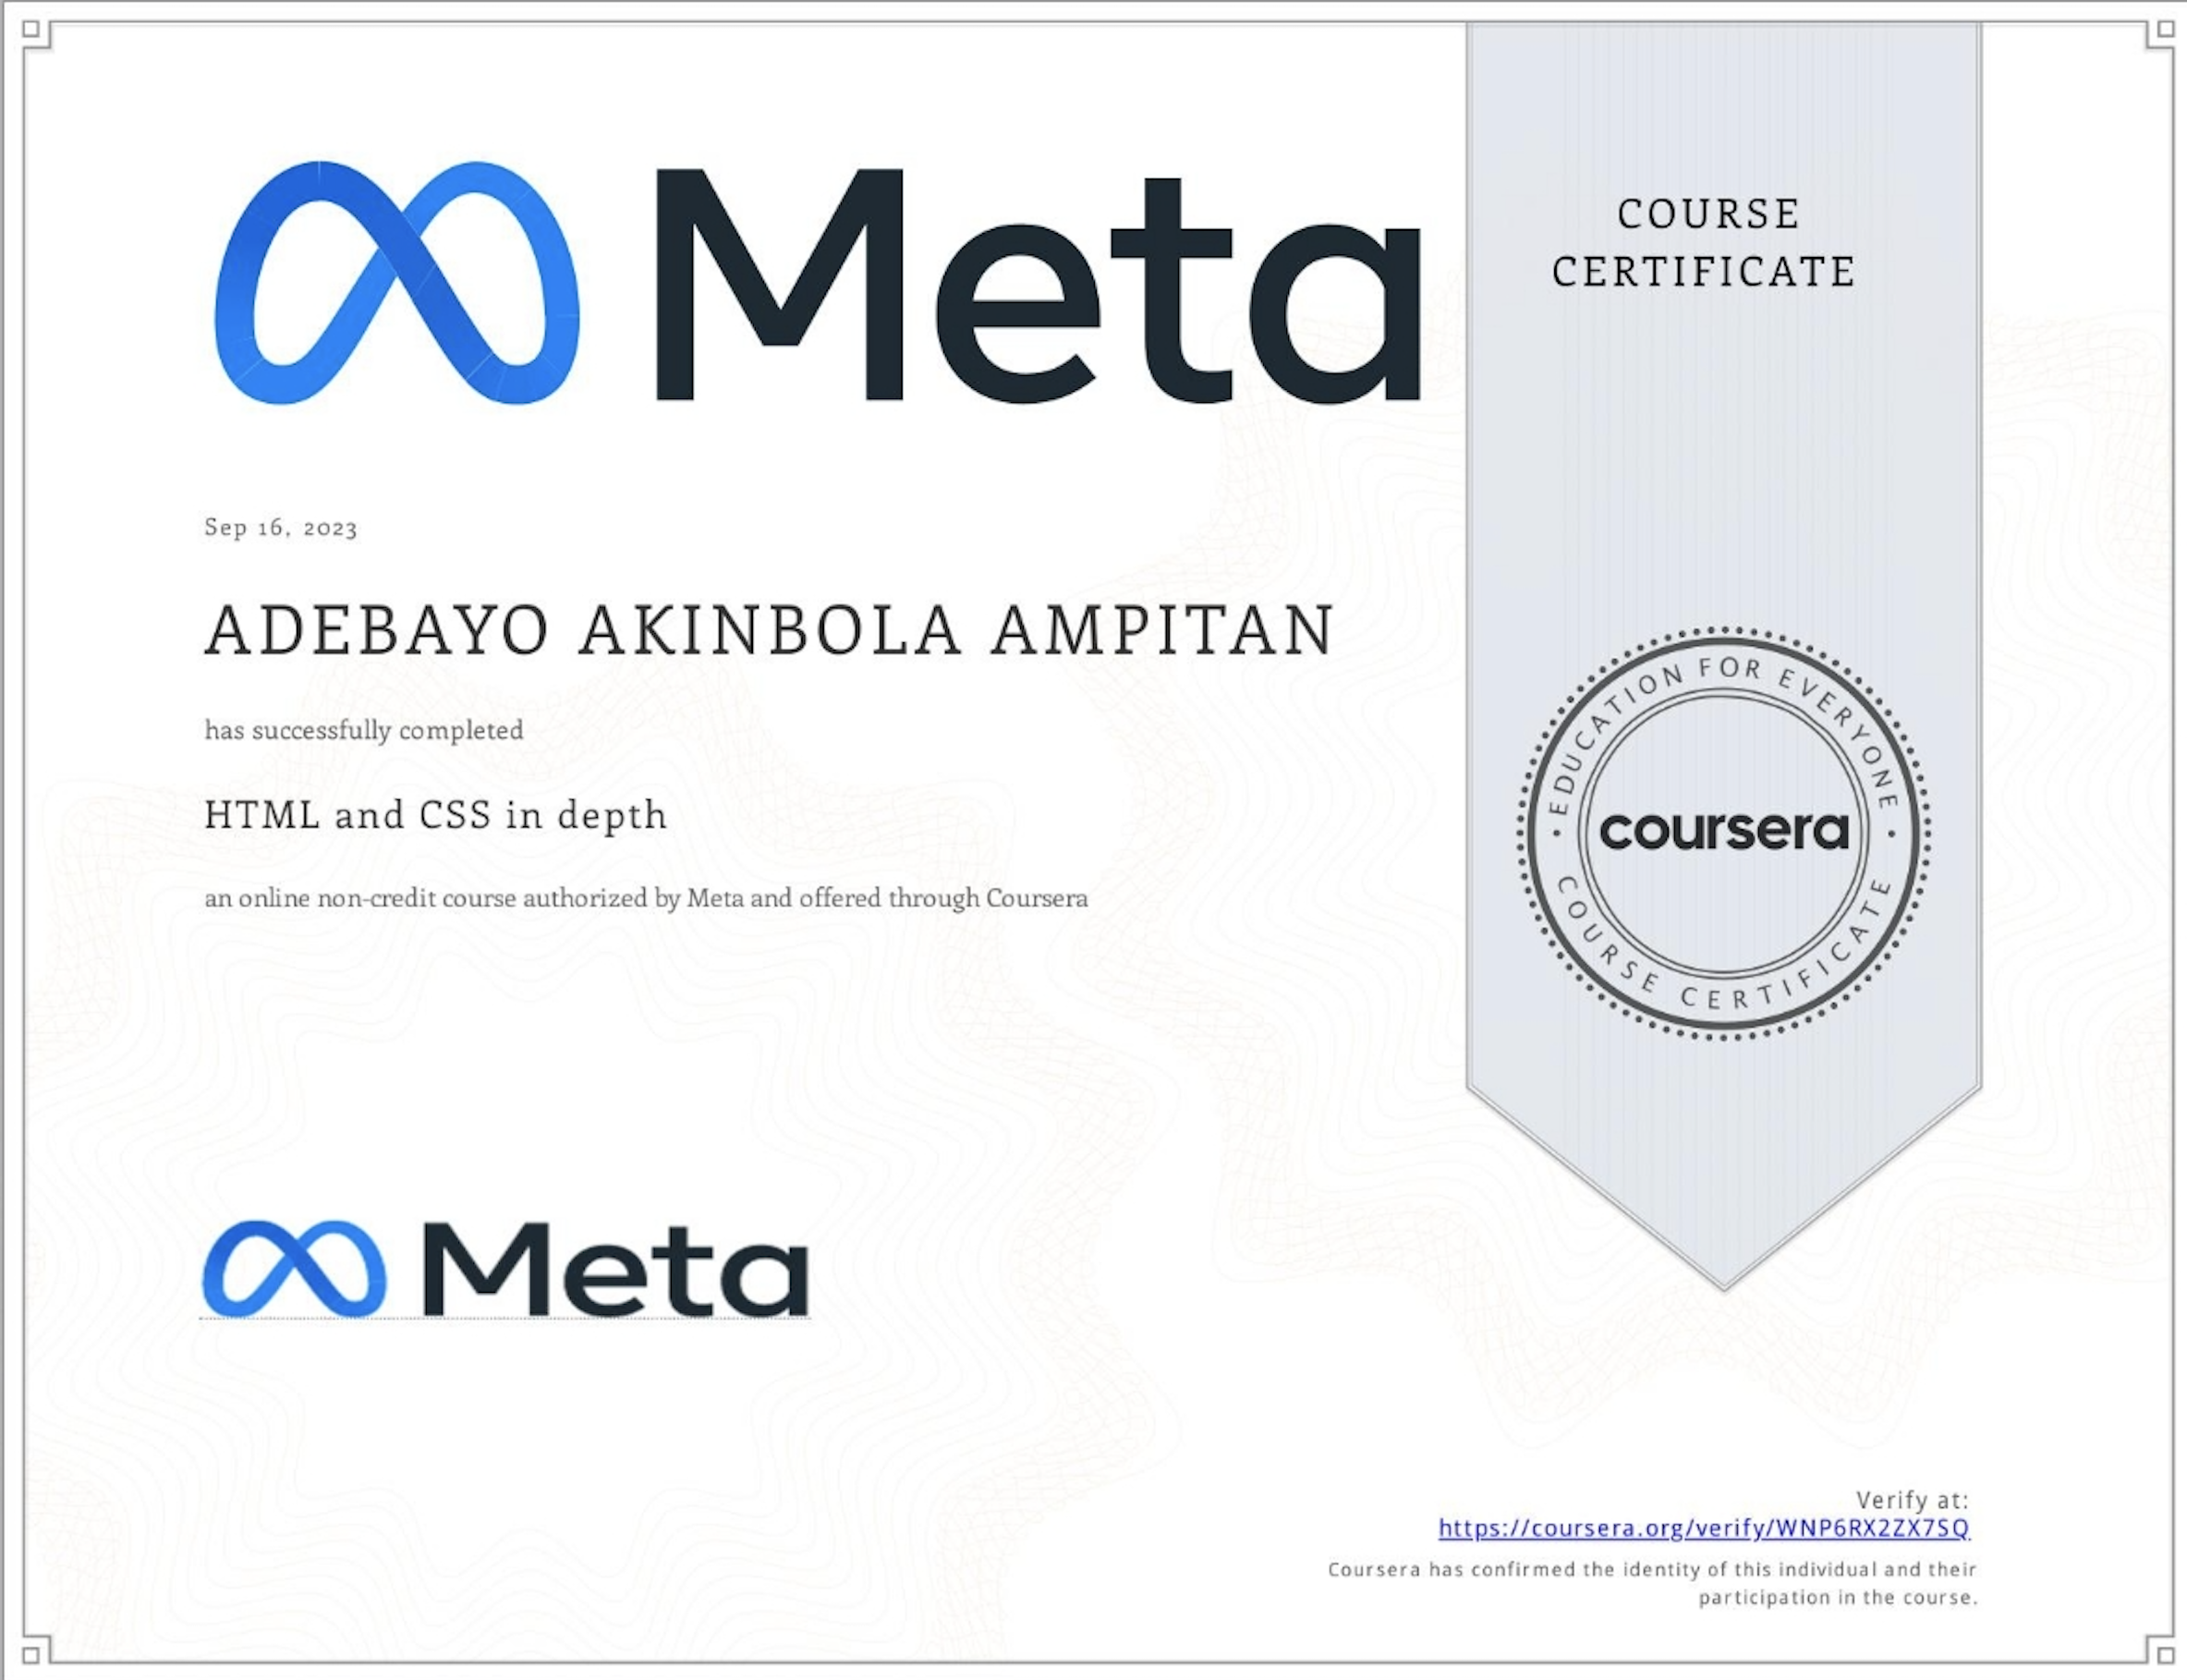 Meta
COURSE
CERTIFICATE
Sep 16, 2023
ADEBAYO AKINBOLA AMPITAN
has successfully completed
HTML and CSS in depth
an online non-credit course authorized by Meta and offered through Coursera
EDUCATION FOR EVERYONE
coursera
COURSE CERTIFICATE
Meta
Verify at:
https://coursera.org/verify/WNP6RX2ZX7SQ
Coursera has confirmed the identity of this individual and their
participation in the course.